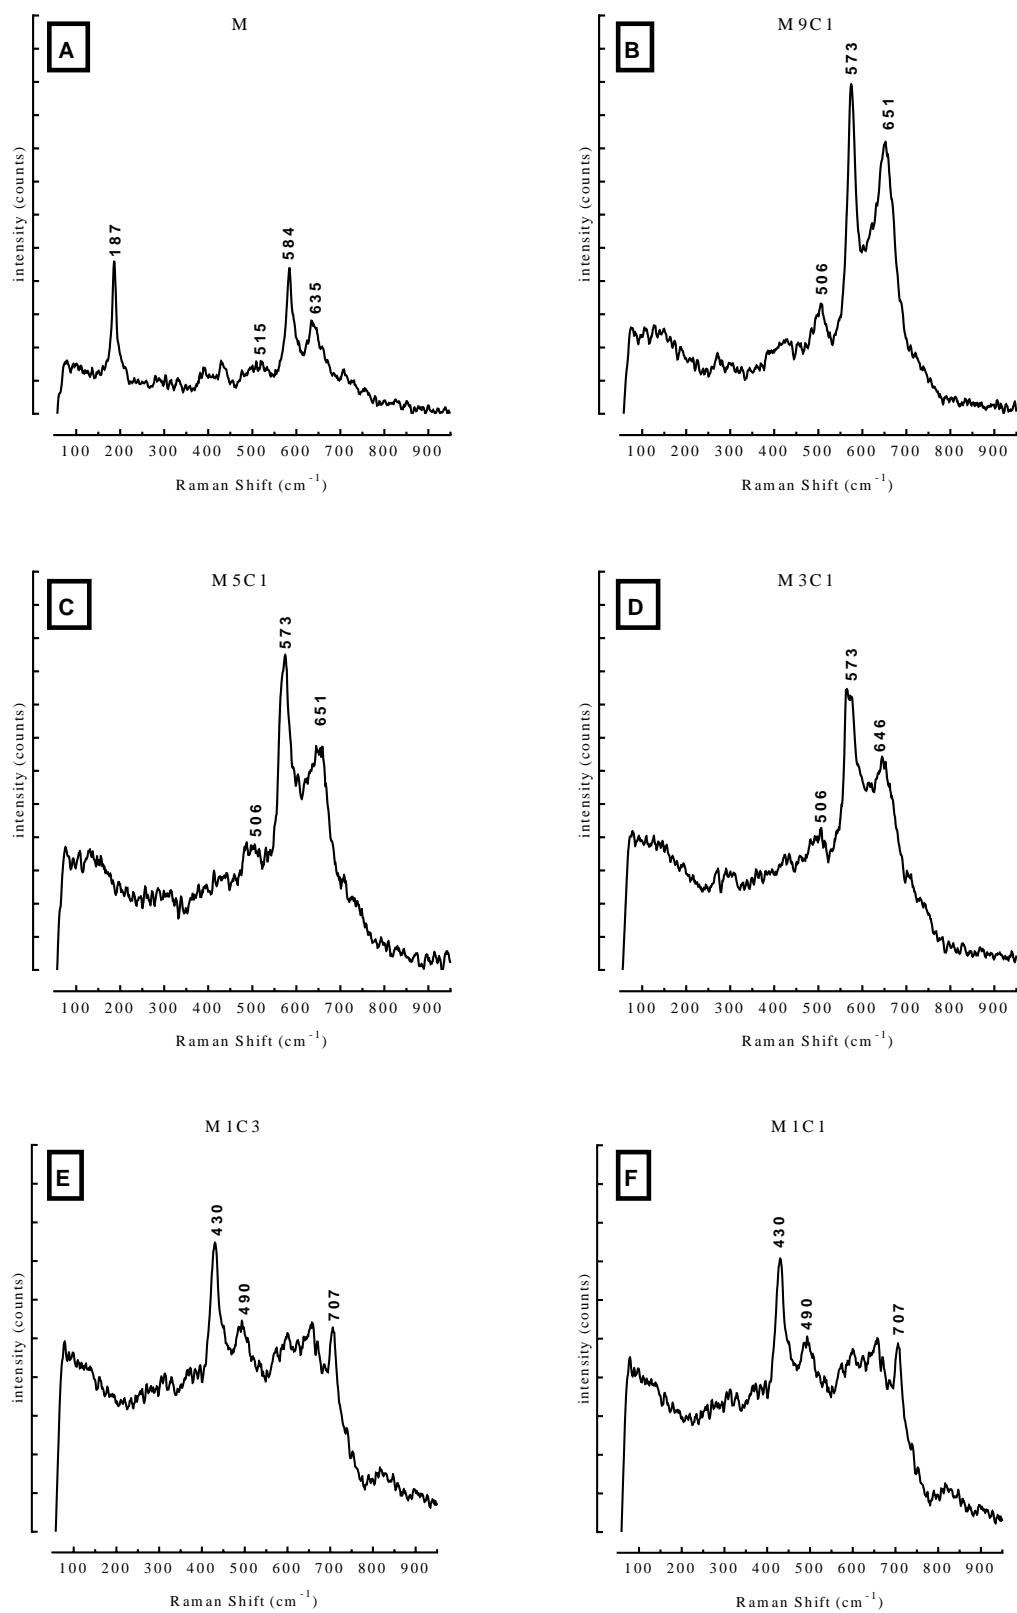 M
A
187
584
635
515
intensity (counts)
100 200 300 400 500 600 700 800 900
Raman Shift (cm-1)
M9C1
B
573
651
506
intensity (counts)
100 200 300 400 500 600 700 800 900
Raman Shift (cm-1)
M5C1
C
573
651
506
intensity (counts)
100 200 300 400 500 600 700 800 900
Raman Shift (cm-1)
M3C1
D
573
646
506
intensity (counts)
100 200 300 400 500 600 700 800 900
Raman Shift (cm-1)
M1C3
E
430
490
707
intensity (counts)
100 200 300 400 500 600 700 800 900
Raman Shift (cm-1)
M1C1
F
430
490
707
intensity (counts)
100 200 300 400 500 600 700 800 900
Raman Shift (cm-1)